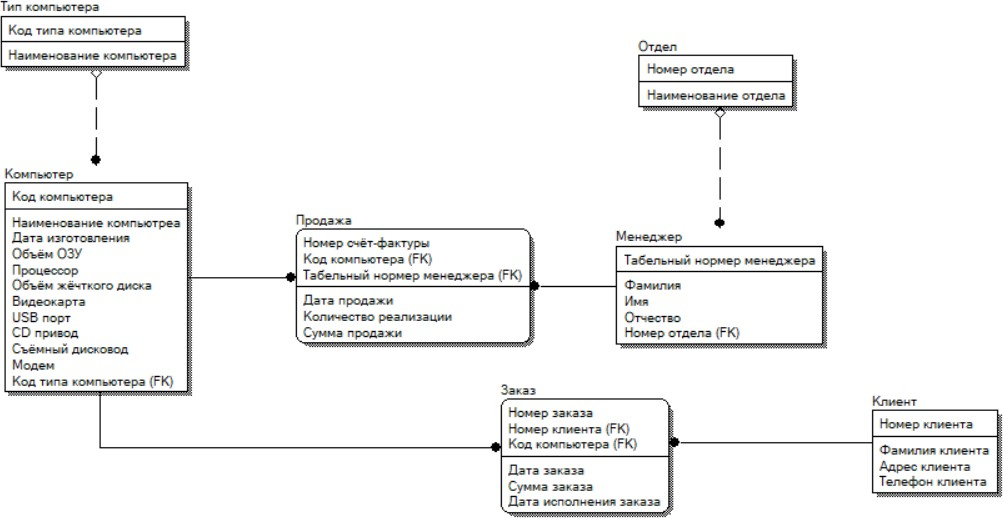 Тип компьютера
Код типа компьютера
Наименование компьютера
Отдел
Номер отдела
Наименование отдела
Компьютер
Код компьютера
Наименование компьютреа
Дата изготовления
Объём ОЗУ
Процессор
Объём жёчткого диска
Видеокарта
USB порт
CD привод
Съёмный дисковод
Модем
Код типа компьютера (FK)
Продажа
Номер счёт-фактуры
Код компьютера (FK)
Табельный нормер менеджера (FK)
Дата продажи
Количество реализации
Сумма продажи
Менеджер
Табельный нормер менеджера
Фамилия
Имя
Отчество
Номер отдела (FK)
Заказ
Номер заказа
Номер клиента (FK)
Код компьютера (FK)
Дата заказа
Сумма заказа
Дата исполнения заказа
Клиент
Номер клиента
Фамилия клиента
Адрес клиента
Телефон клиента